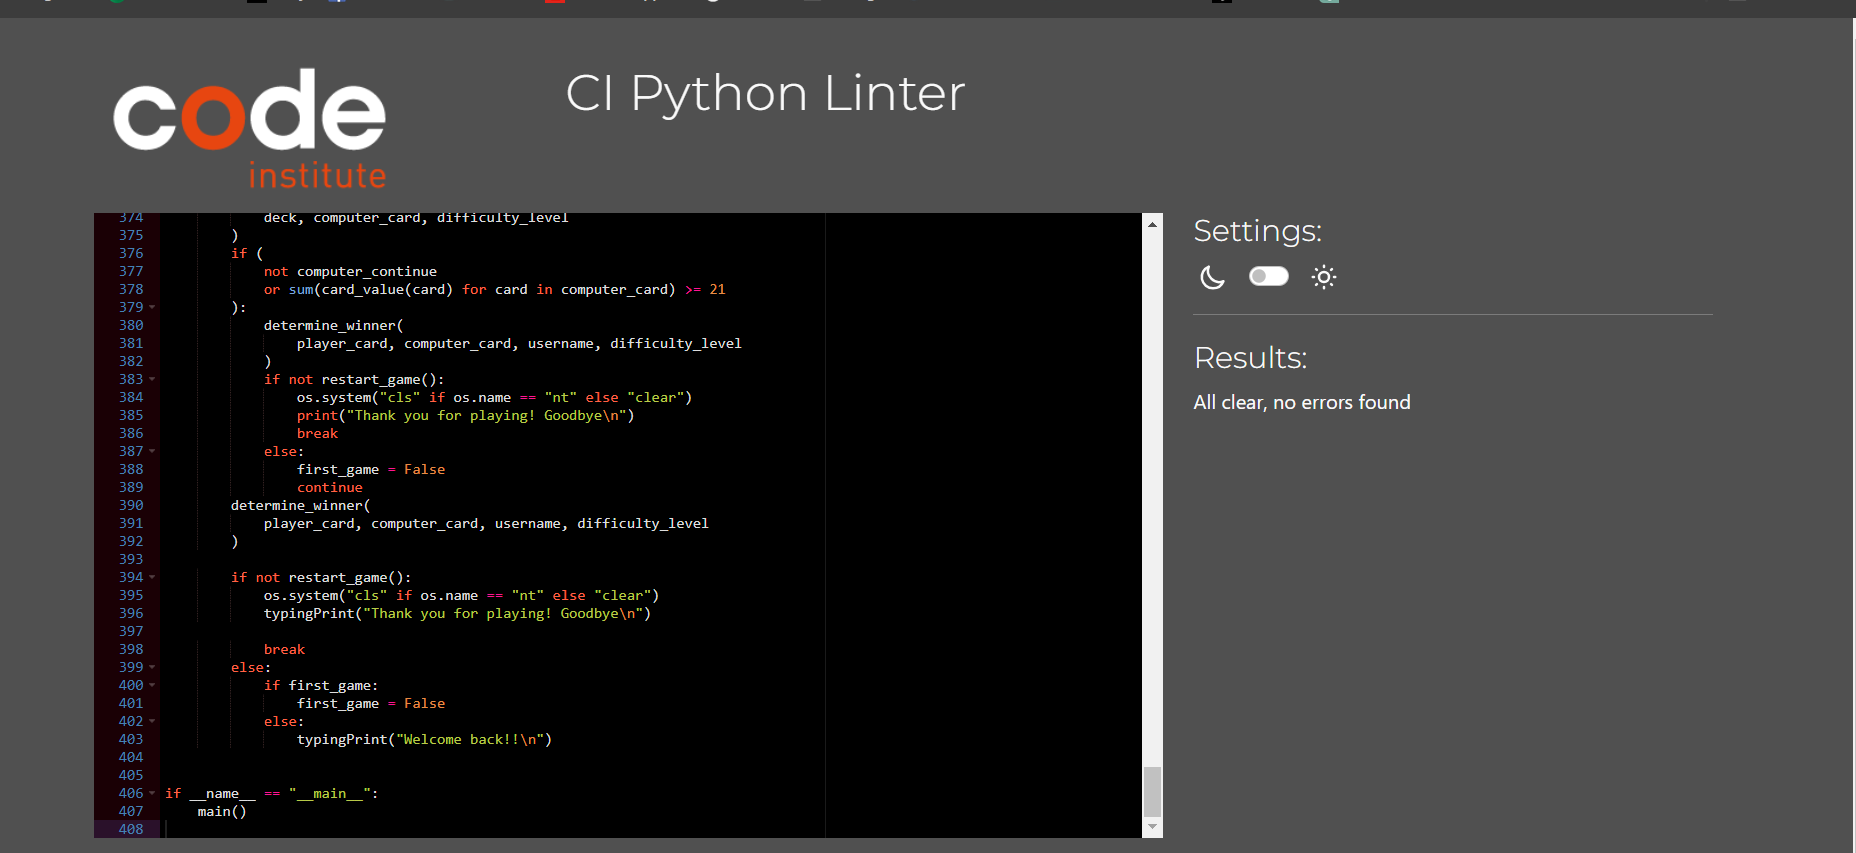 code
institute
CI Python Linter
374 deck, computer_card, difficulty_level
375 )
376 if (
377 not computer_continue
378 or sum(card_value(card) for card in computer_card) >= 21
379 ):
380 determine_winner(
381 player_card, computer_card, username, difficulty_level
382 )
383 if not restart_game():
384 os.system("cls" if os.name == "nt" else "clear")
385 print("Thank you for playing! Goodbye\n")
386 break
387 else:
388 first_game = False
389 continue
390 determine_winner(
391 player_card, computer_card, username, difficulty_level
392 )
393
394 if not restart_game():
395 os.system("cls" if os.name == "nt" else "clear")
396 typingPrint("Thank you for playing! Goodbye\n")
397
398 break
399 else:
400 if first_game:
401 first_game = False
402 else:
403 typingPrint("Welcome back!!\n")
404
405
406 if __name__ == "__main__":
407 main()
408
Settings:
Results:
All clear, no errors found